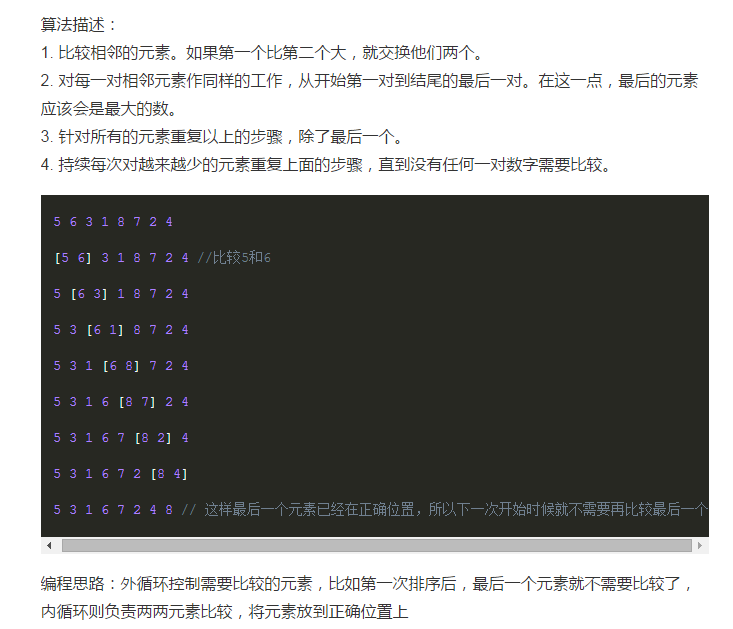 算法描述：
1. 比较相邻的元素。如果第一个比第二个大，就交换他们两个。
2. 对每一对相邻元素作同样的工作，从开始第一对到结尾的最后一对。在这一点，最后的元素
应该会是最大的数。
3. 针对所有的元素重复以上的步骤，除了最后一个。
4. 持续每次对越来越少的元素重复上面的步骤，直到没有任何一对数字需要比较。
5 6 3 1 8 7 2 4
[5 6] 3 1 8 7 2 4 //比较5和6
5 [6 3] 1 8 7 2 4
5 3 [6 1] 8 7 2 4
5 3 1 [6 8] 7 2 4
5 3 1 6 [8 7] 2 4
5 3 1 6 7 [8 2] 4
5 3 1 6 7 2 [8 4]
5 3 1 6 7 2 4 8 // 这样最后一个元素已经在正确位置，所以下一次开始时候就不需要再比较最后一个
编程思路：外循环控制需要比较的元素，比如第一次排序后，最后一个元素就不需要比较了，
内循环则负责两两元素比较，将元素放到正确位置上